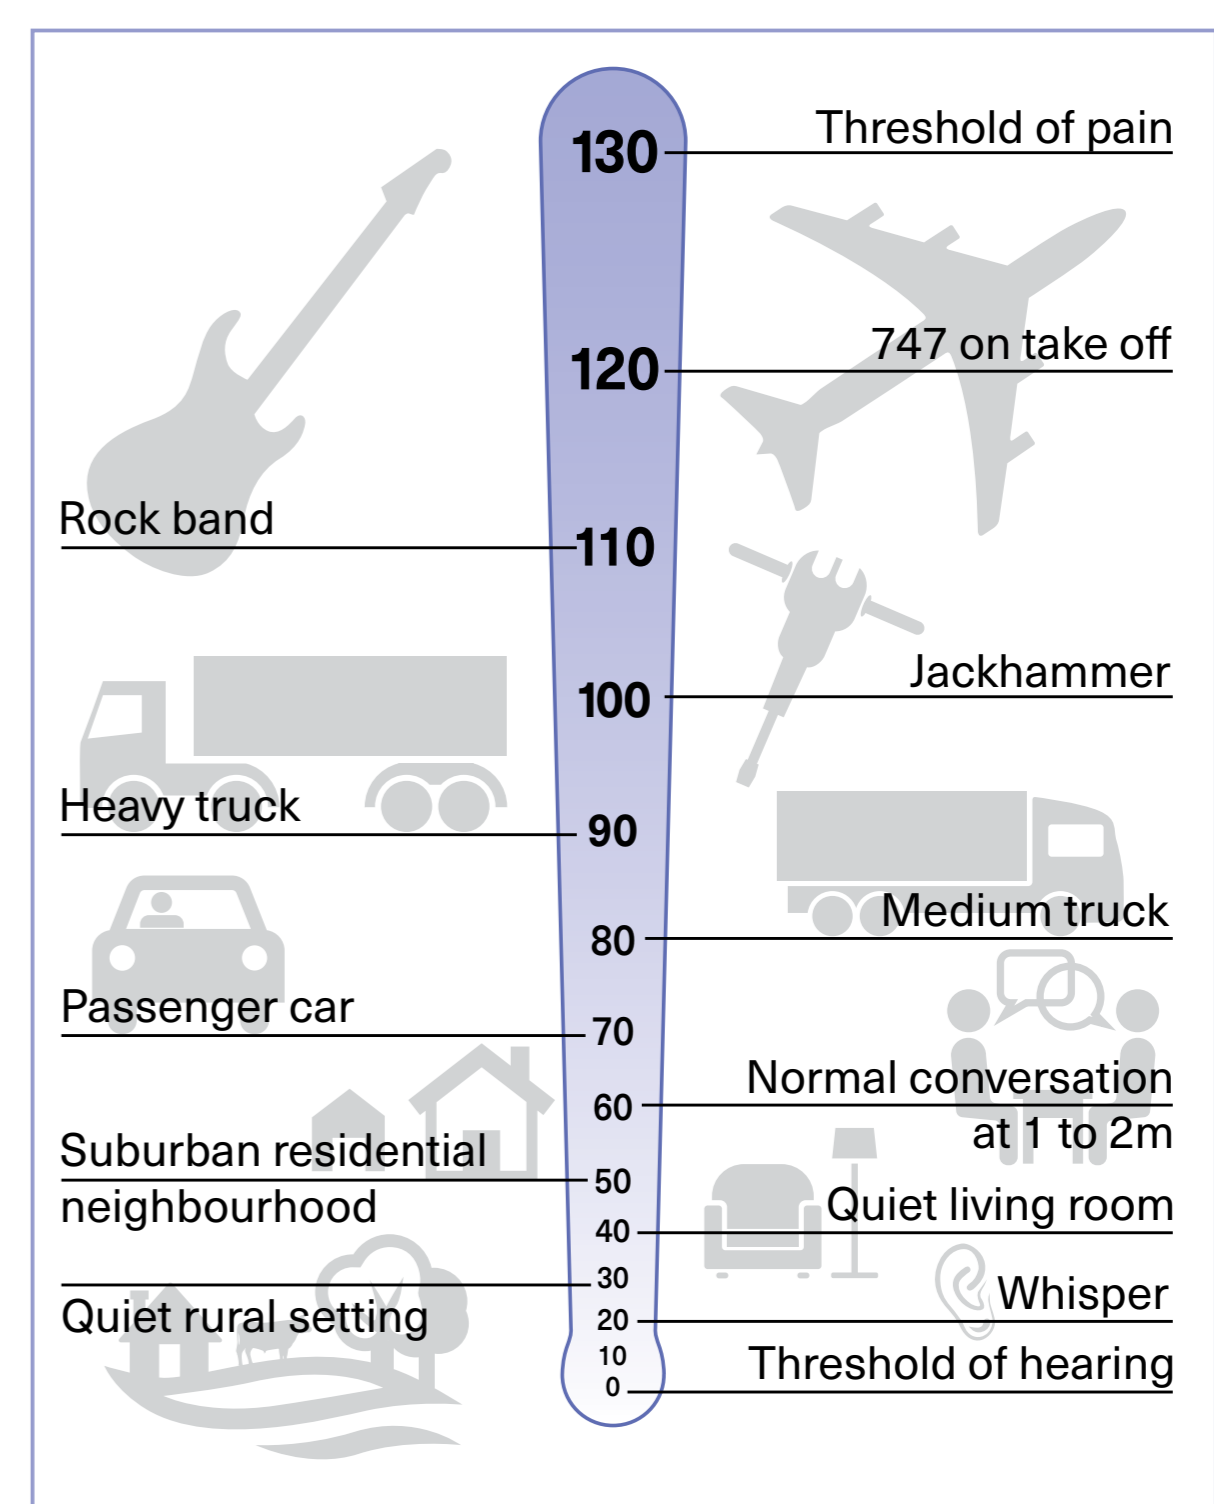 130
Threshold of pain
747 on take off
120
Rock band
110
Jackhammer
100
Heavy truck
90
Medium truck
80
Passenger car
70
Normal conversation
at 1 to 2m
60
Suburban residential
neighbourhood
50
Quiet living room
40
30
Quiet rural setting
Whisper
20
10
Threshold of hearing
0